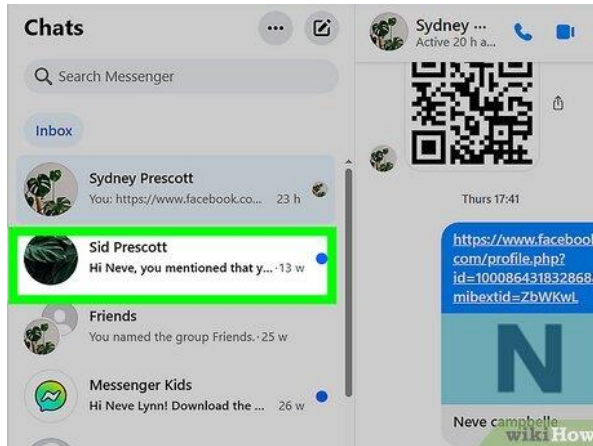 Chats
Search Messenger
Inbox
Sydney Prescott
You: https://www.facebook.co... 23 h
Sid Prescott
Hi Neve, you mentioned that y... · 13 w
Friends
You named the group Friends. · 25 w
Messenger Kids
Hi Neve Lynn! Download the ... 26 w
Sydney ...
Active 20 h a...
Thurs 17:41
https://www.facebook
com/profile.php?
id=100086431832868
mibextid=ZbWKwL
N
Neve campbelle
wikiHow